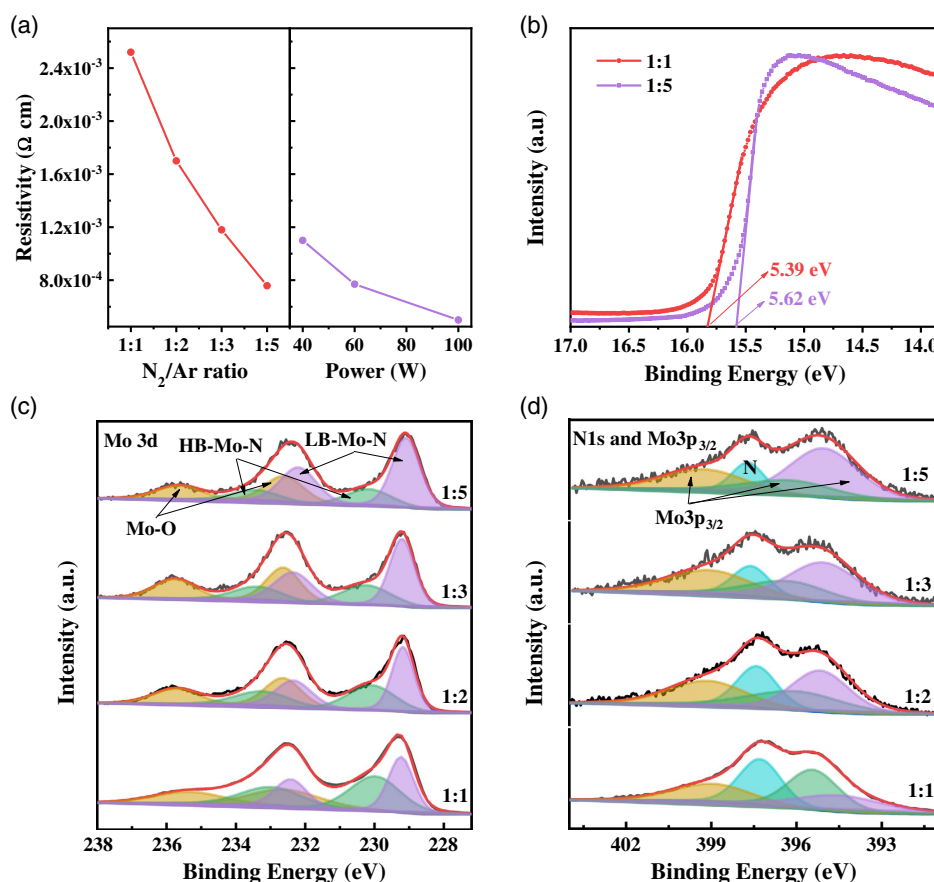 (a)
2.4x10⁻³
2.0x10⁻³
1.6x10⁻³
1.2x10⁻³
8.0x10⁻⁴
Resistivity (Ω cm)
1:1 1:2 1:3 1:5
N₂/Ar ratio
40 60 80 100
Power (W)
(b)
1:1
1:5
5.39 eV
5.62 eV
Intensity (a.u)
17.0 16.5 16.0 15.5 15.0 14.5 14.0
Binding Energy (eV)
(c)
Mo 3d
HB-Mo-N
LB-Mo-N
Mo-O
1:5
1:3
1:2
1:1
Intensity (a.u.)
238 236 234 232 230 228
Binding Energy (eV)
(d)
N1s and Mo3p₃/₂
N
Mo3p₃/₂
1:5
1:3
1:2
1:1
Intensity (a.u.)
402 399 396 393
Binding Energy (eV)